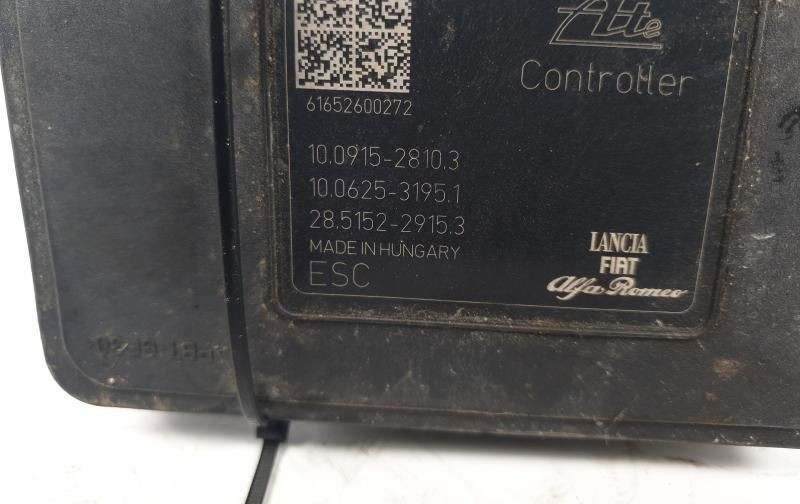 Ate
Controller
61652600272
10.0915-2810.3
10.0625-3195.1
28.5152-2915.3
MADE IN HUNGARY
ESC
LANCIA
FIAT
Alfa Romeo